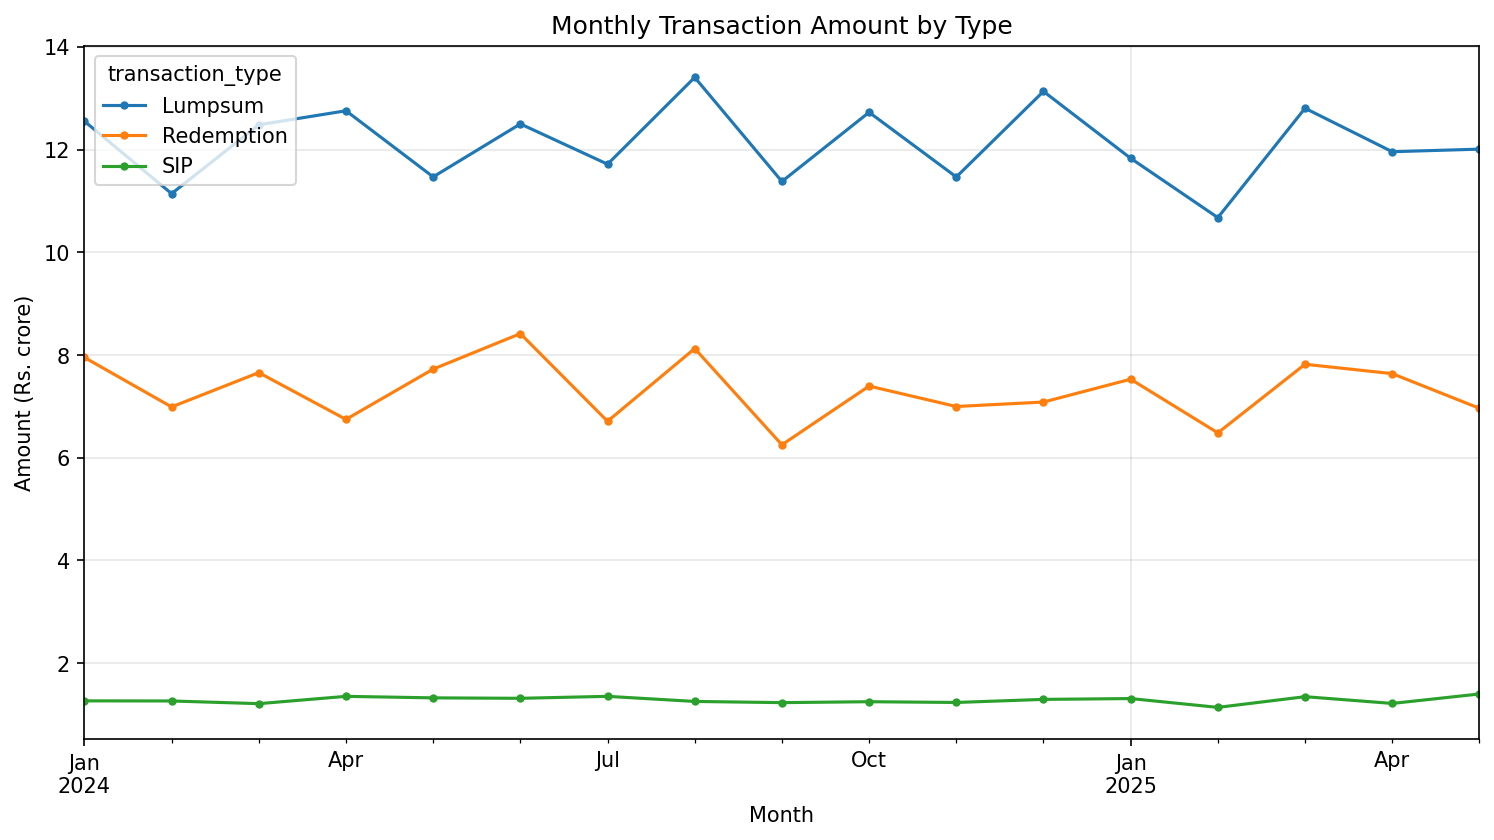 Monthly Transaction Amount by Type
14
12
10
8
6
4
2
Amount (Rs. crore)
transaction_type
Lumpsum
Redemption
SIP
Jan
2024
Apr
Jul
Oct
Jan
2025
Apr
Month